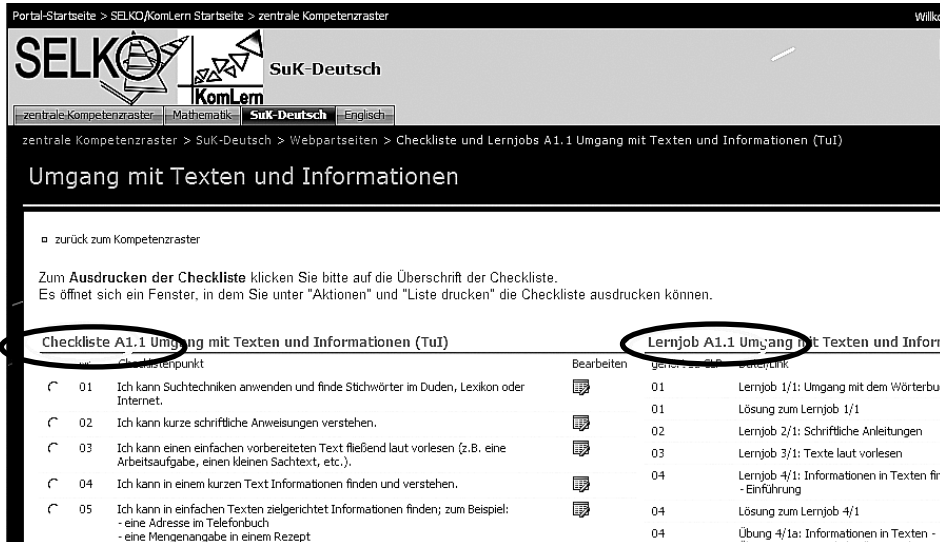 Portal-Startseite > SELKO/KomLern Startseite > zentrale Kompetenzraster
SELKO
KomLern
SuK-Deutsch
zentrale Kompetenzraster
Mathematik
SuK-Deutsch
Englisch
zentrale Kompetenzraster > SuK-Deutsch > Webpartseiten > Checkliste und Lernjobs A1.1 Umgang mit Texten und Informationen (TuI)
Umgang mit Texten und Informationen
zurück zum Kompetenzraster
Zum Ausdrucken der Checkliste klicken Sie bitte auf die Überschrift der Checkliste.
Es öffnet sich ein Fenster, in dem Sie unter "Aktionen" und "Liste drucken" die Checkliste ausdrucken können.
Checkliste A1.1 Umgang mit Texten und Informationen (TuI)
Checklistenpunkt
Bearbeiten
01 Ich kann Suchtechniken anwenden und finde Stichwörter im Duden, Lexikon oder
Internet.
02 Ich kann kurze schriftliche Anweisungen verstehen.
03 Ich kann einen einfachen vorbereiteten Text fließend laut vorlesen (z.B. eine
Arbeitsaufgabe, einen kleinen Sachtext, etc.).
04 Ich kann in einem kurzen Text Informationen finden und verstehen.
05 Ich kann in einfachen Texten zielgerichtet Informationen finden; zum Beispiel:
- eine Adresse im Telefonbuch
- eine Mengenangabe in einem Rezept
Lernjob A1.1 Umgang mit Texten und
Datei/Link
01 Lernjob 1/1: Umgang mit dem
01 Lösung zum Lernjob 1/1
02 Lernjob 2/1: Schriftliche Anleitungen
03 Lernjob 3/1: Texte laut vorlesen
04 Lernjob 4/1: Informationen in Texten
- Einführung
04 Lösung zum Lernjob 4/1
04 Übung 4/1a: Informationen in Texten -